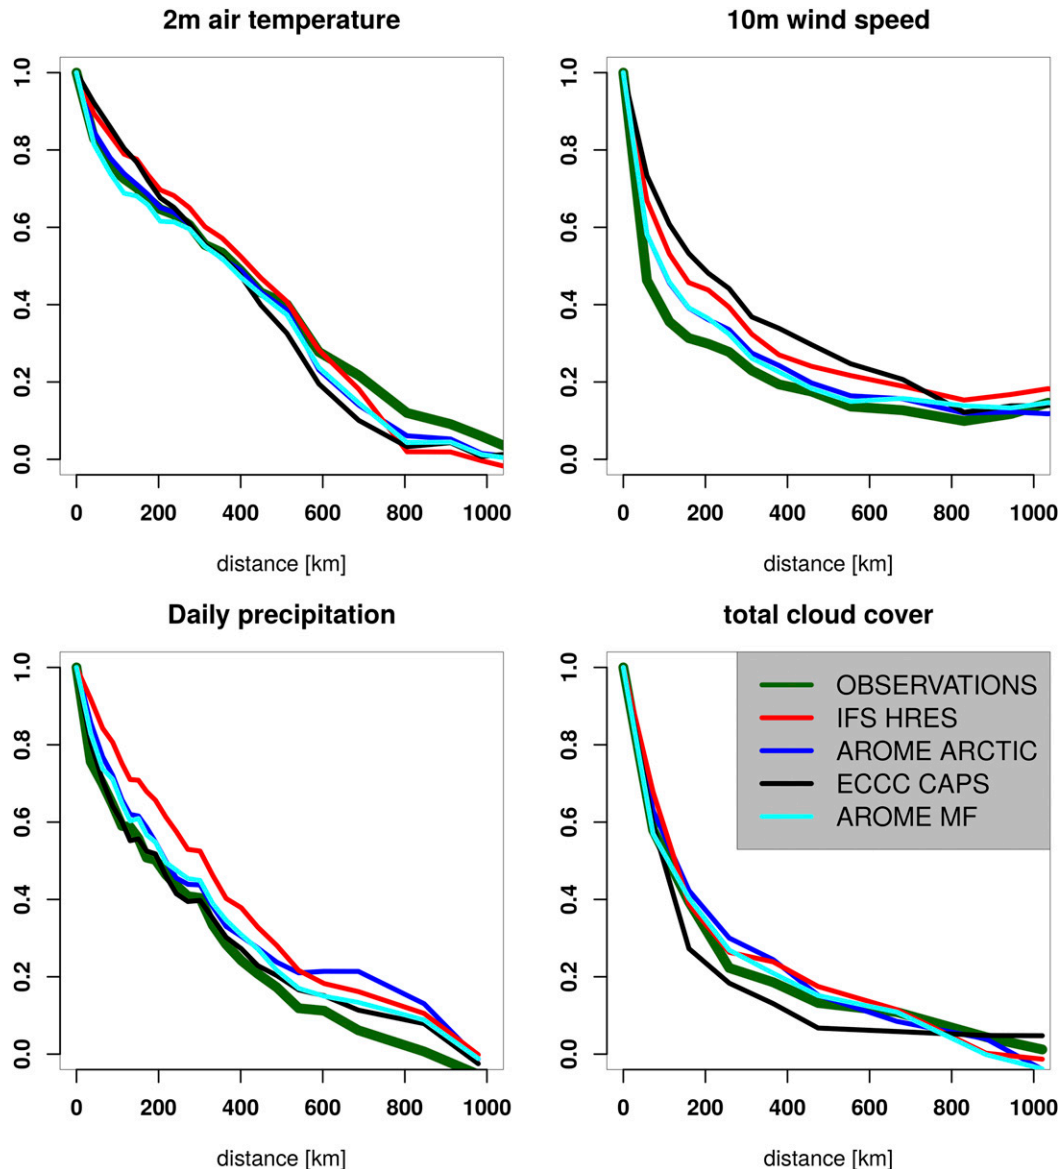 2m air temperature
1.0
0.8
0.6
0.4
0.2
0.0
0 200 400 600 800 1000
distance [km]
10m wind speed
1.0
0.8
0.6
0.4
0.2
0.0
0 200 400 600 800 1000
distance [km]
Daily precipitation
1.0
0.8
0.6
0.4
0.2
0.0
0 200 400 600 800 1000
distance [km]
total cloud cover
1.0
0.8
0.6
0.4
0.2
0.0
OBSERVATIONS
IFS HRES
AROME ARCTIC
ECCC CAPS
AROME MF
0 200 400 600 800 1000
distance [km]